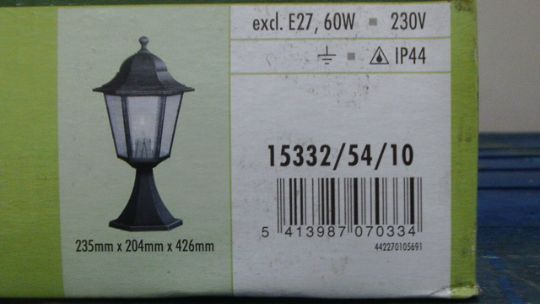 excl. E27, 60W ▪ 230V
▪ IP44
15332/54/10
5 413987 070334
442270105691
235mm x 204mm x 426mm